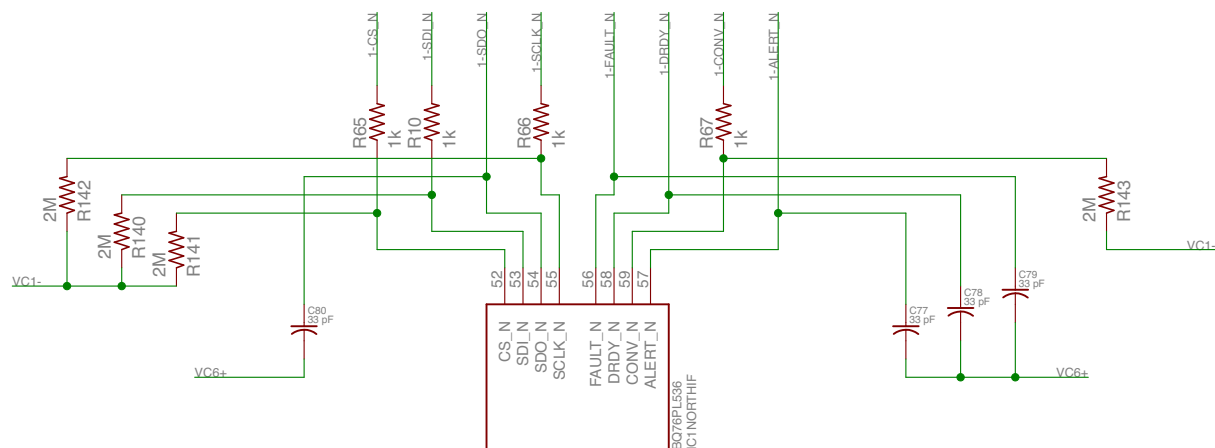 1-CS_N
1-SDI_N
1-SDO_N
1-SCLK_N
1-FAULT_N
1-DRDY_N
1-CONV_N
1-ALERT_N
R65
1k
R10
1k
R66
1k
R67
1k
2M
R142
2M
R140
2M
R141
2M
R143
VC1-
VC1-
52
53
54
55
56
58
59
57
C80
33 pF
C77
33 pF
C78
33 pF
C79
33 pF
CS_N
SDI_N
SDO_N
SCLK_N
FAULT_N
DRDY_N
CONV_N
ALERT_N
VC6+
VC6+
BQ76PL536
IC1NORTHIF